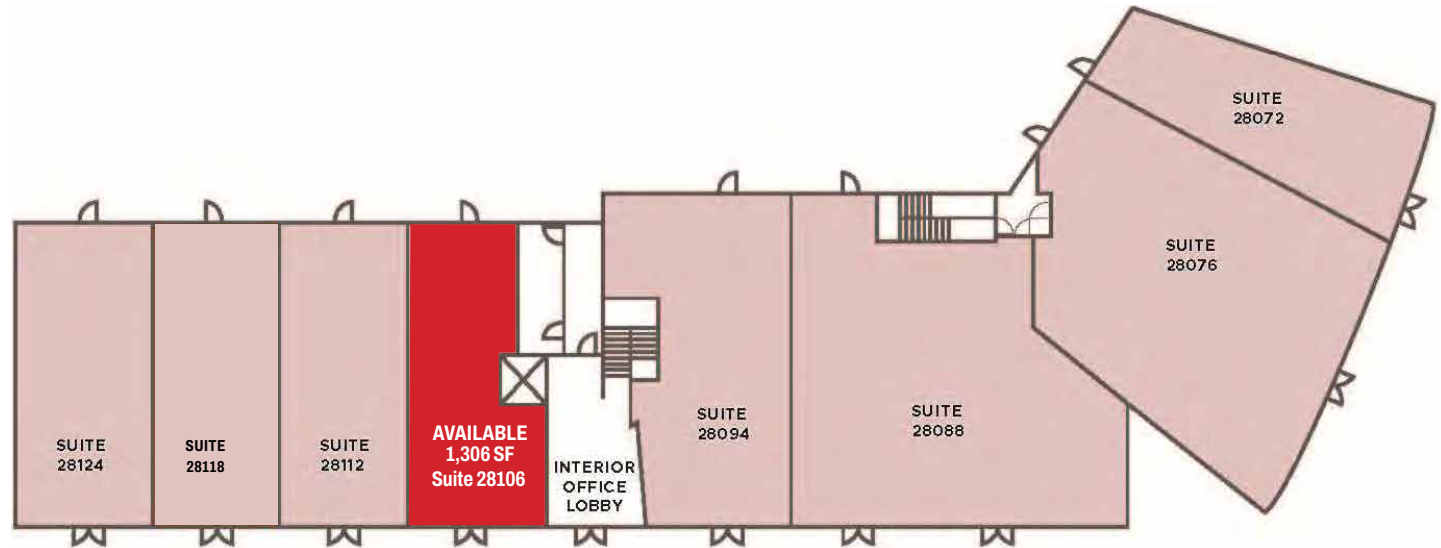 SUITE
28072
SUITE
28076
SUITE
28124
SUITE
28118
SUITE
28112
AVAILABLE
1,306 SF
Suite 28106
INTERIOR
OFFICE
LOBBY
SUITE
28094
SUITE
28088